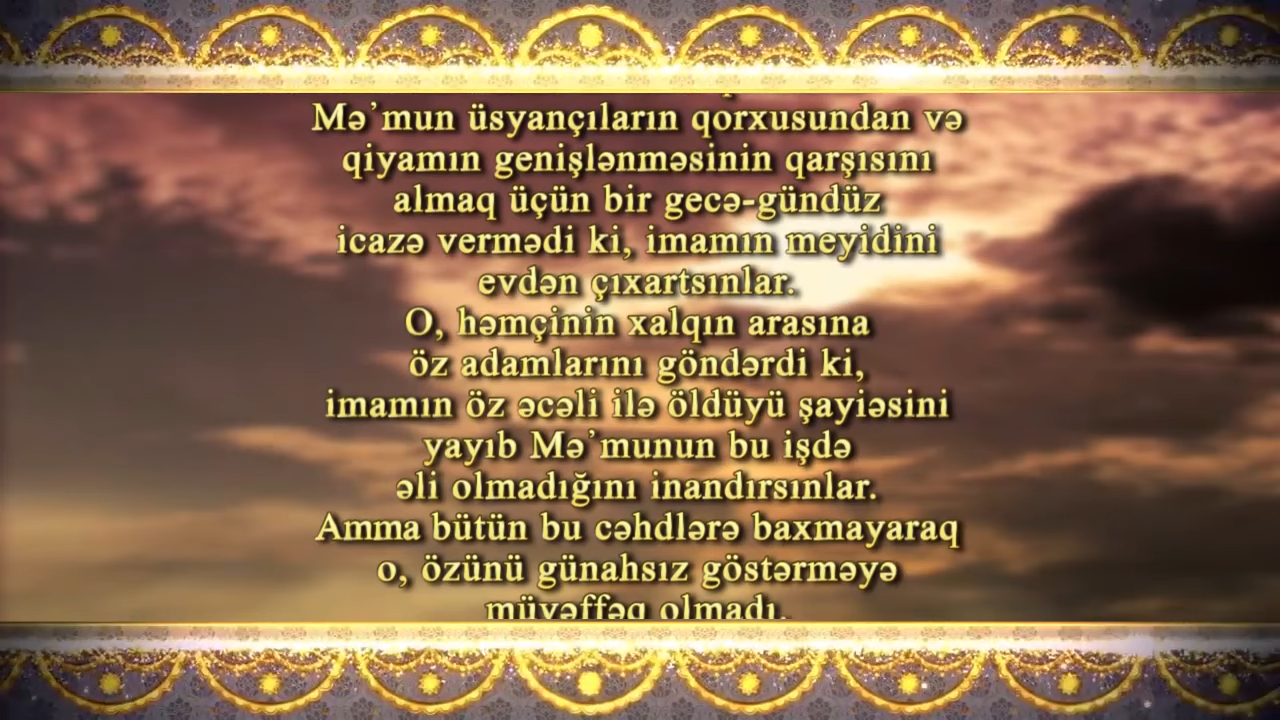 Mə’mun üsyançıların qorxusundan və
qiyamın genişlənməsinin qarşısını
almaq üçün bir gecə-gündüz
icazə vermədi ki, imamın meyidini
evdən çıxartsınlar.
O, həmçinin xalqın arasına
öz adamlarını göndərdi ki,
imamın öz əcəli ilə öldüyü şayiəsini
yayıb Mə’munun bu işdə
əli olmadığını inandırsınlar.
Amma bütün bu cəhdlərə baxmayaraq
o, özünü günahsız göstərməyə
müvəffəq olmadı.